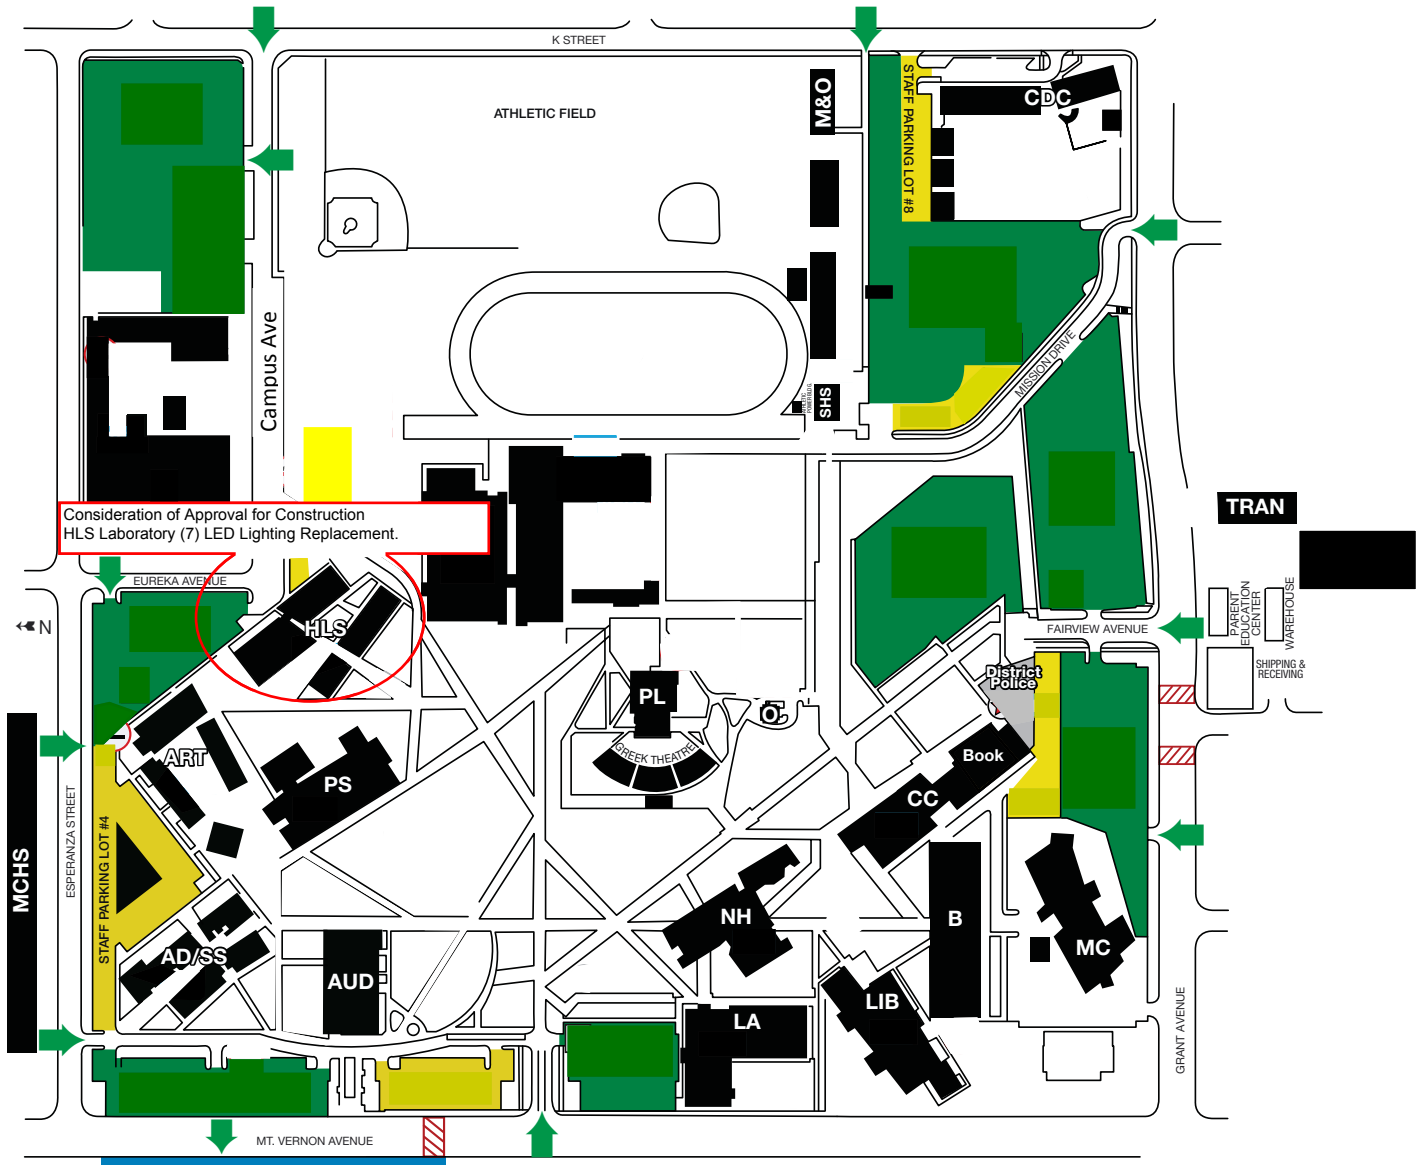 K STREET
ATHLETIC FIELD
M&O
STAFF PARKING LOT #8
CDC
Campus Ave
MISSION DRIVE
SHS
Consideration of Approval for Construction
HLS Laboratory (7) LED Lighting Replacement.
TRAN
EUREKA AVENUE
N
HLS
PARENT
EDUCATION
CENTER
WAREHOUSE
FAIRVIEW AVENUE
SHIPPING &
RECEIVING
District
Police
PL
O
GREEK THEATRE
ART
PS
Book
CC
ESPERANZA STREET
STAFF PARKING LOT #4
MCHS
NH
B
MC
AD/SS
AUD
LIB
LA
GRANT AVENUE
MT. VERNON AVENUE